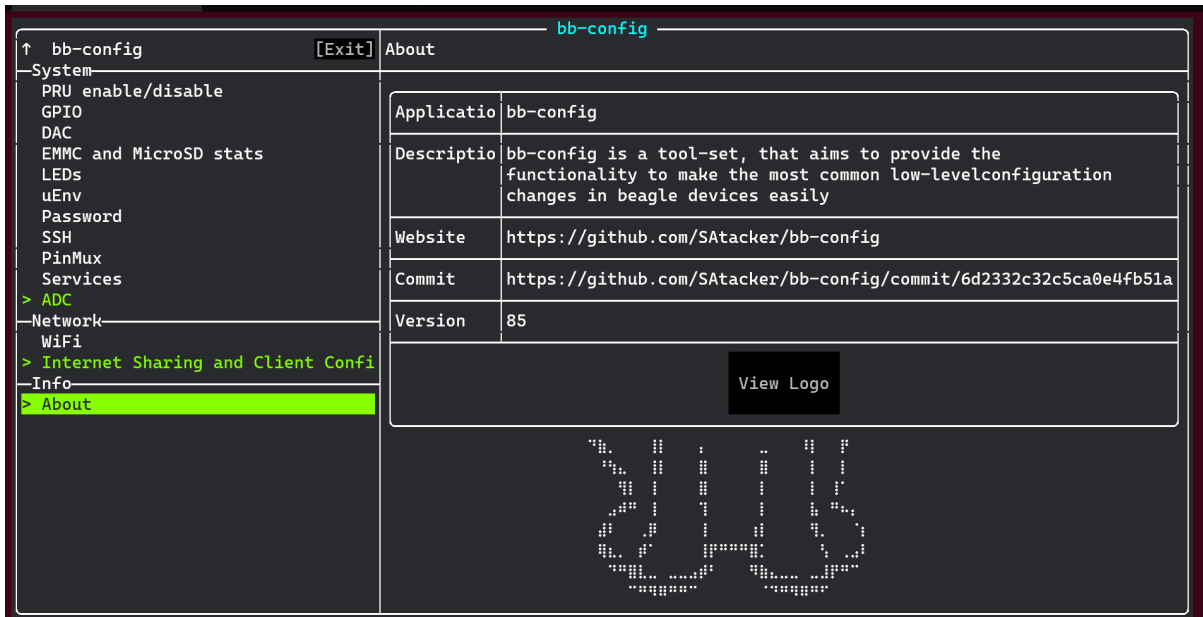 bb-config
↑ bb-config [Exit]
System
PRU enable/disable
GPIO
DAC
EMMC and MicroSD stats
LEDs
uEnv
Password
SSH
PinMux
Services
> ADC
Network
WiFi
> Internet Sharing and Client Confi
Info
> About
About
Applicatio bb-config
Descriptio bb-config is a tool-set, that aims to provide the
functionality to make the most common low-levelconfiguration
changes in beagle devices easily
Website https://github.com/SAtacker/bb-config
Commit https://github.com/SAtacker/bb-config/commit/6d2332c32c5ca0e4fb51a
Version 85
View Logo